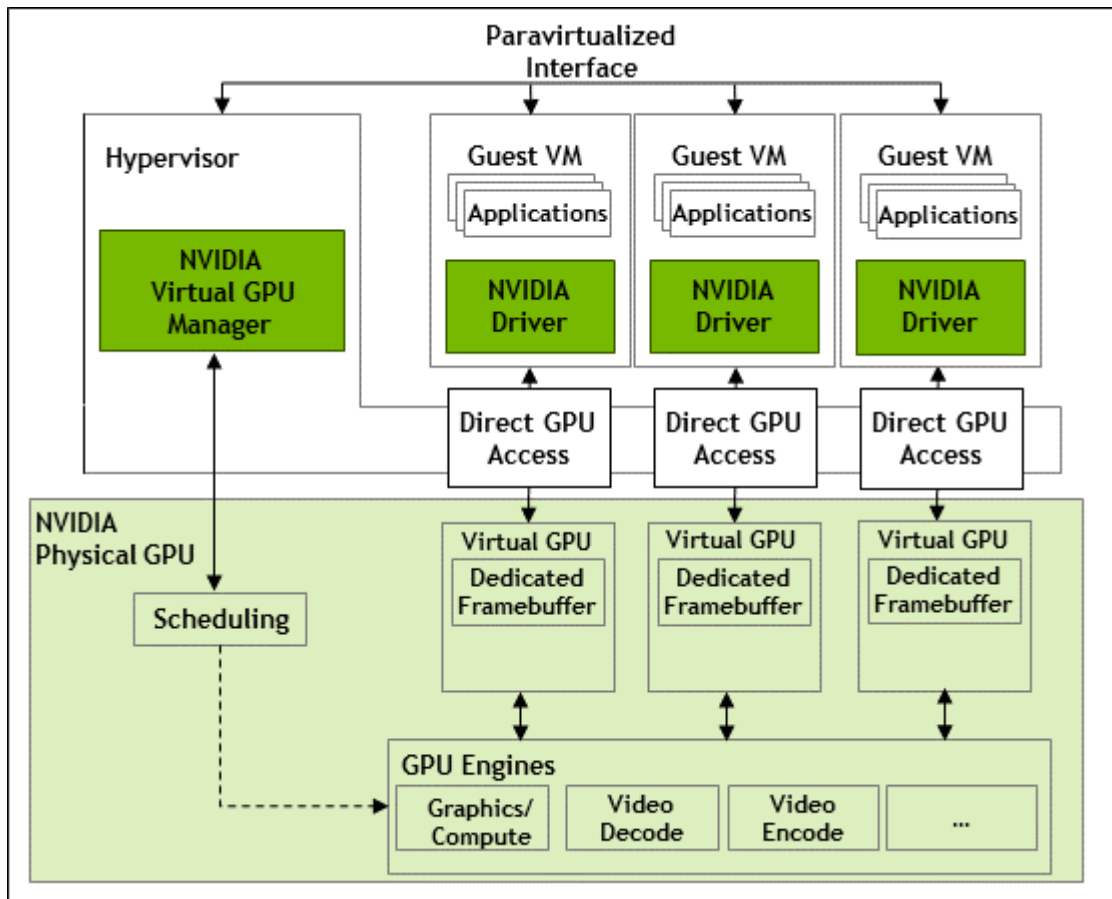 Paravirtualized
Interface
Hypervisor
NVIDIA
Virtual GPU
Manager
Guest VM
Applications
NVIDIA
Driver
Guest VM
Applications
NVIDIA
Driver
Guest VM
Applications
NVIDIA
Driver
Direct GPU
Access
Direct GPU
Access
Direct GPU
Access
NVIDIA
Physical GPU
Scheduling
Virtual GPU
Dedicated
Framebuffer
Virtual GPU
Dedicated
Framebuffer
Virtual GPU
Dedicated
Framebuffer
GPU Engines
Graphics/
Compute
Video
Decode
Video
Encode
...